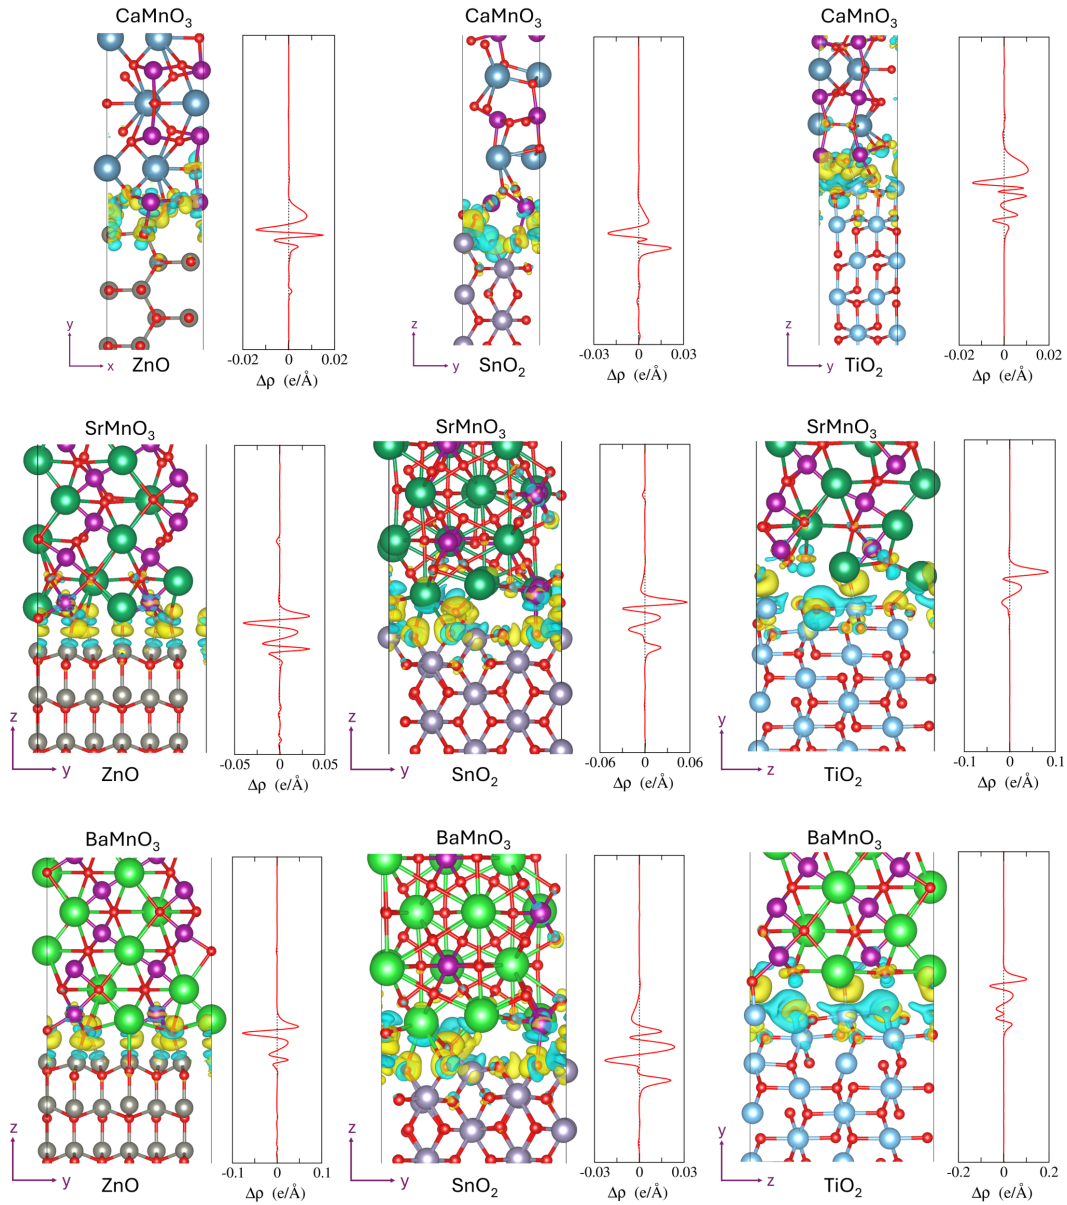 CaMnO3 CaMnO3 CaMnO3
y x ZnO -0.02 0 0.02 Δρ (e/Å)
z y SnO2 -0.03 0 0.03 Δρ (e/Å)
z y TiO2 -0.02 0 0.02 Δρ (e/Å)
SrMnO3 SrMnO3 SrMnO3
z y ZnO -0.05 0 0.05 Δρ (e/Å)
z y SnO2 -0.06 0 0.06 Δρ (e/Å)
y z TiO2 -0.1 0 0.1 Δρ (e/Å)
BaMnO3 BaMnO3 BaMnO3
z y ZnO -0.1 0 0.1 Δρ (e/Å)
z y SnO2 -0.03 0 0.03 Δρ (e/Å)
y z TiO2 -0.2 0 0.2 Δρ (e/Å)